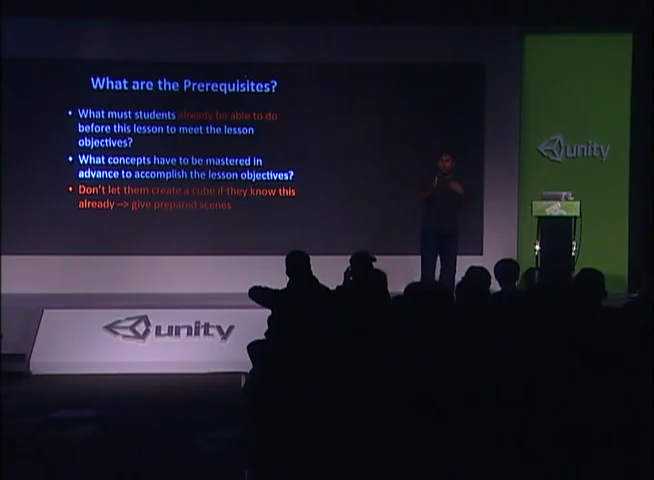 What are the Prerequisites?
• What must students already be able to do
before this lesson to meet the lesson
objectives?
• What concepts have to be mastered in
advance to accomplish the lesson objectives?
• Don't let them create a cube if they know this
already –> give prepared scenes
unity
unity